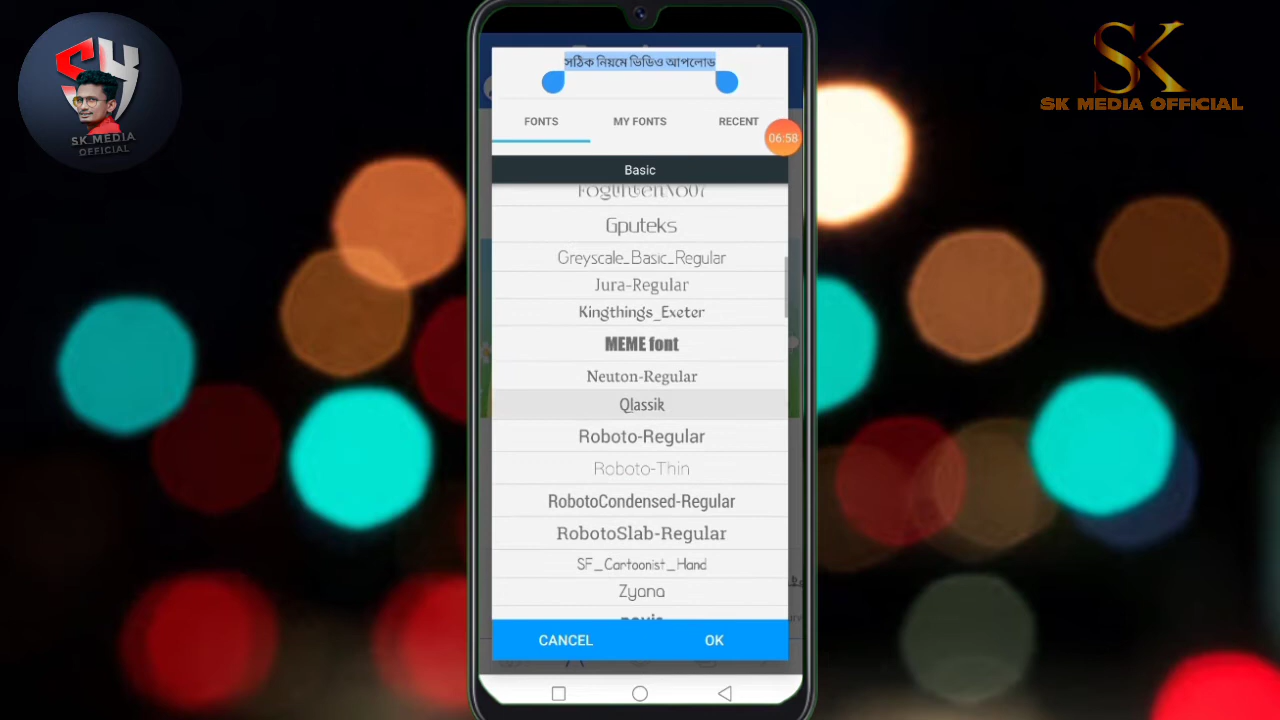 SK MEDIA
OFFICIAL
SK
SK MEDIA OFFICIAL
সঠিক নিয়মে ভিডিও আপলোড
FONTS
MY FONTS
RECENT
06:58
Basic
Gputeks
Greyscale_Basic_Regular
Jura-Regular
Kingthings_Exeter
MEME font
Neuton-Regular
Qlassik
Roboto-Regular
Roboto-Thin
RobotoCondensed-Regular
RobotoSlab-Regular
SF_Cartoonist_Hand
Zyana
CANCEL
OK